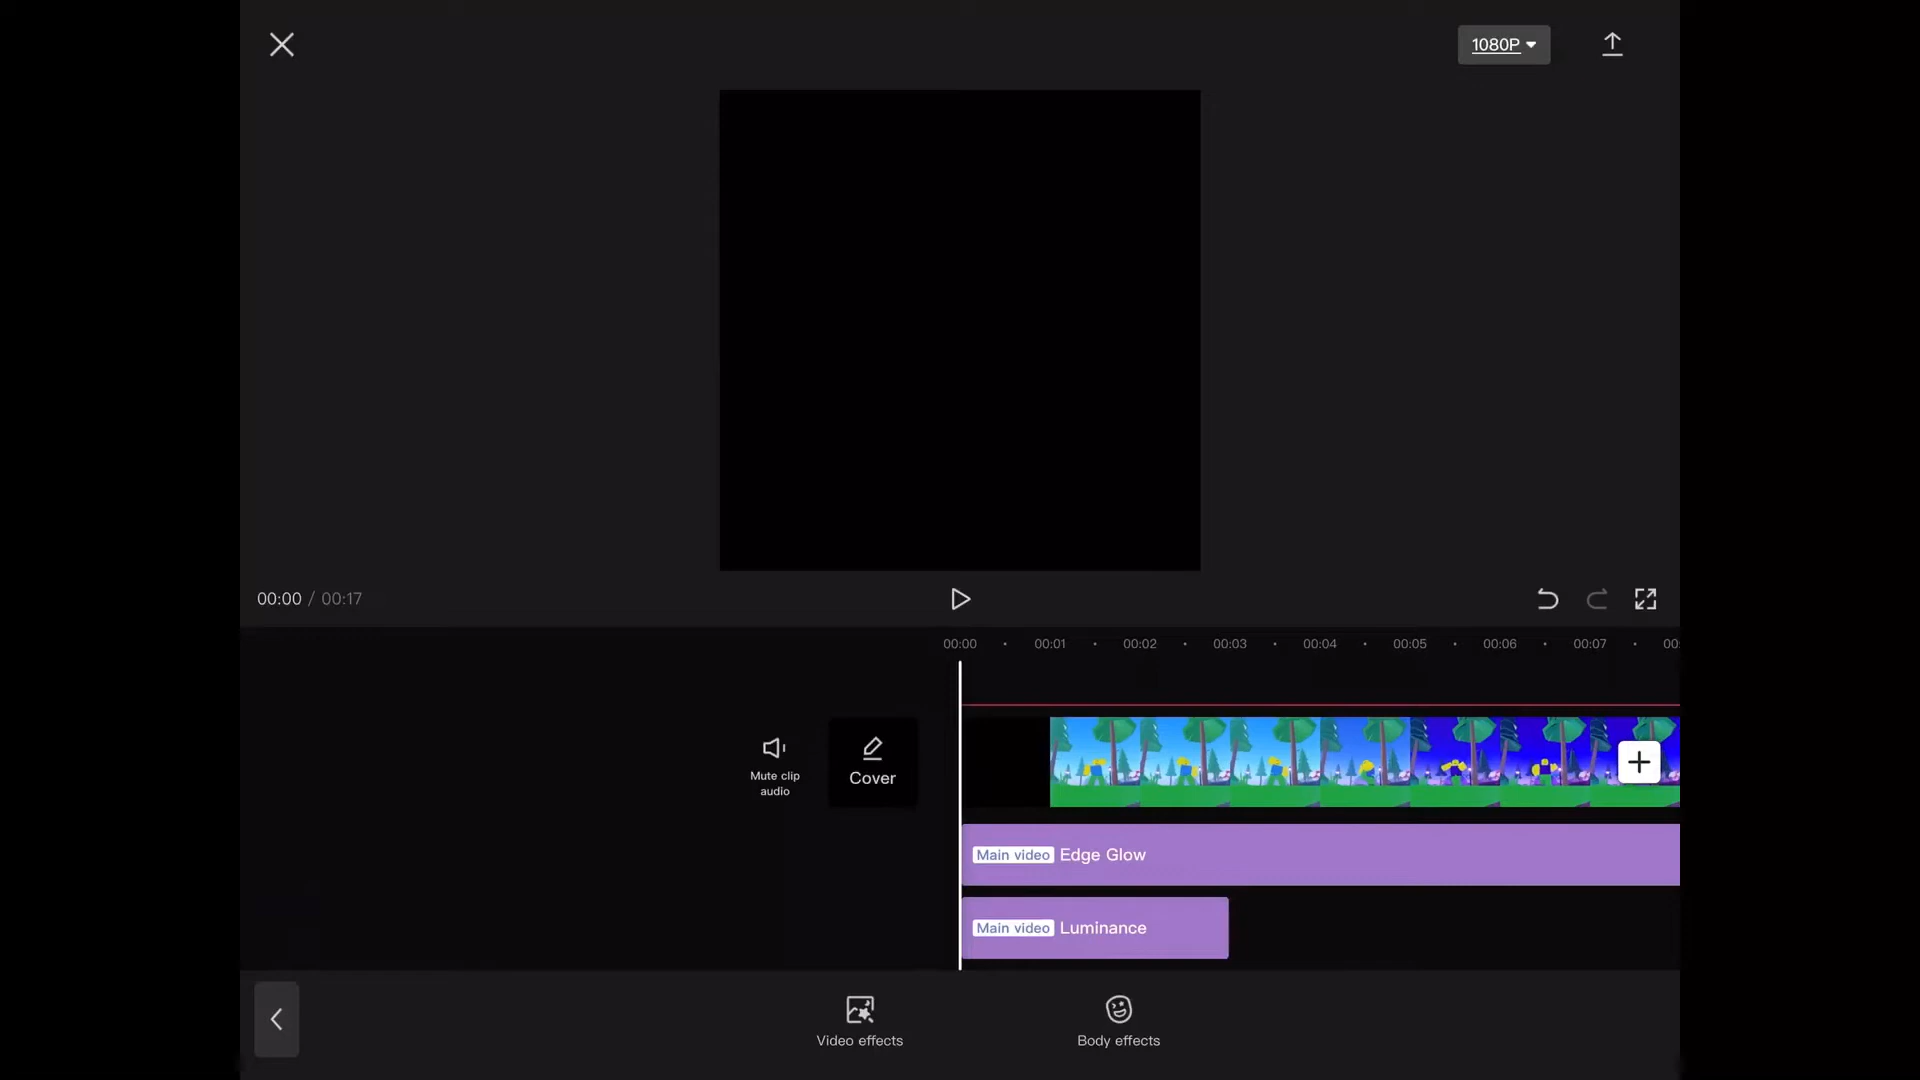 1080P
00:00 / 00:17
00:00 00:01 00:02 00:03 00:04 00:05 00:06 00:07 00:
Mute clip
audio
Cover
Main video Edge Glow
Main video Luminance
Video effects
Body effects